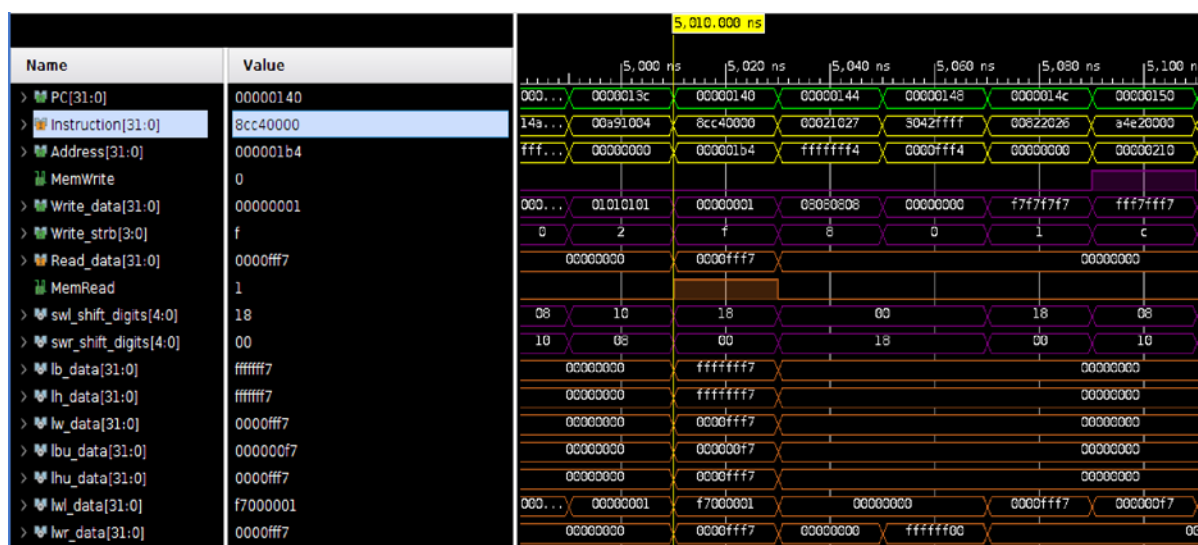 5,010.000 ns
Name Value
5,000 ns 5,020 ns 5,040 ns 5,060 ns 5,080 ns 5,100 n
PC[31:0] 00000140 000... 0000013c 00000140 00000144 00000148 0000014c 00000150
Instruction[31:0] 8cc40000 14a... 00a91004 8cc40000 00021027 3042ffff 00822026 a4e20000
Address[31:0] 000001b4 fff... 00000000 000001b4 fffffff4 0000fff4 00000000 00000210
MemWrite 0
Write_data[31:0] 00000001 000... 01010101 00000001 08080808 00000000 f7f7f7f7 fff7fff7
Write_strb[3:0] f 0 2 f 8 0 1 c
Read_data[31:0] 0000fff7 00000000 0000fff7 00000000
MemRead 1
swl_shift_digits[4:0] 18 08 10 18 00 18 08
swr_shift_digits[4:0] 00 10 08 00 18 00 10
lb_data[31:0] fffffff7 00000000 fffffff7 00000000
lh_data[31:0] fffffff7 00000000 fffffff7 00000000
lw_data[31:0] 0000fff7 00000000 0000fff7 00000000
lbu_data[31:0] 000000f7 00000000 000000f7 00000000
lhu_data[31:0] 0000fff7 00000000 0000fff7 00000000
lwl_data[31:0] f7000001 000... 00000001 f7000001 00000000 0000fff7 000000f7
lwr_data[31:0] 0000fff7 00000000 0000fff7 00000000 ffffff00 00